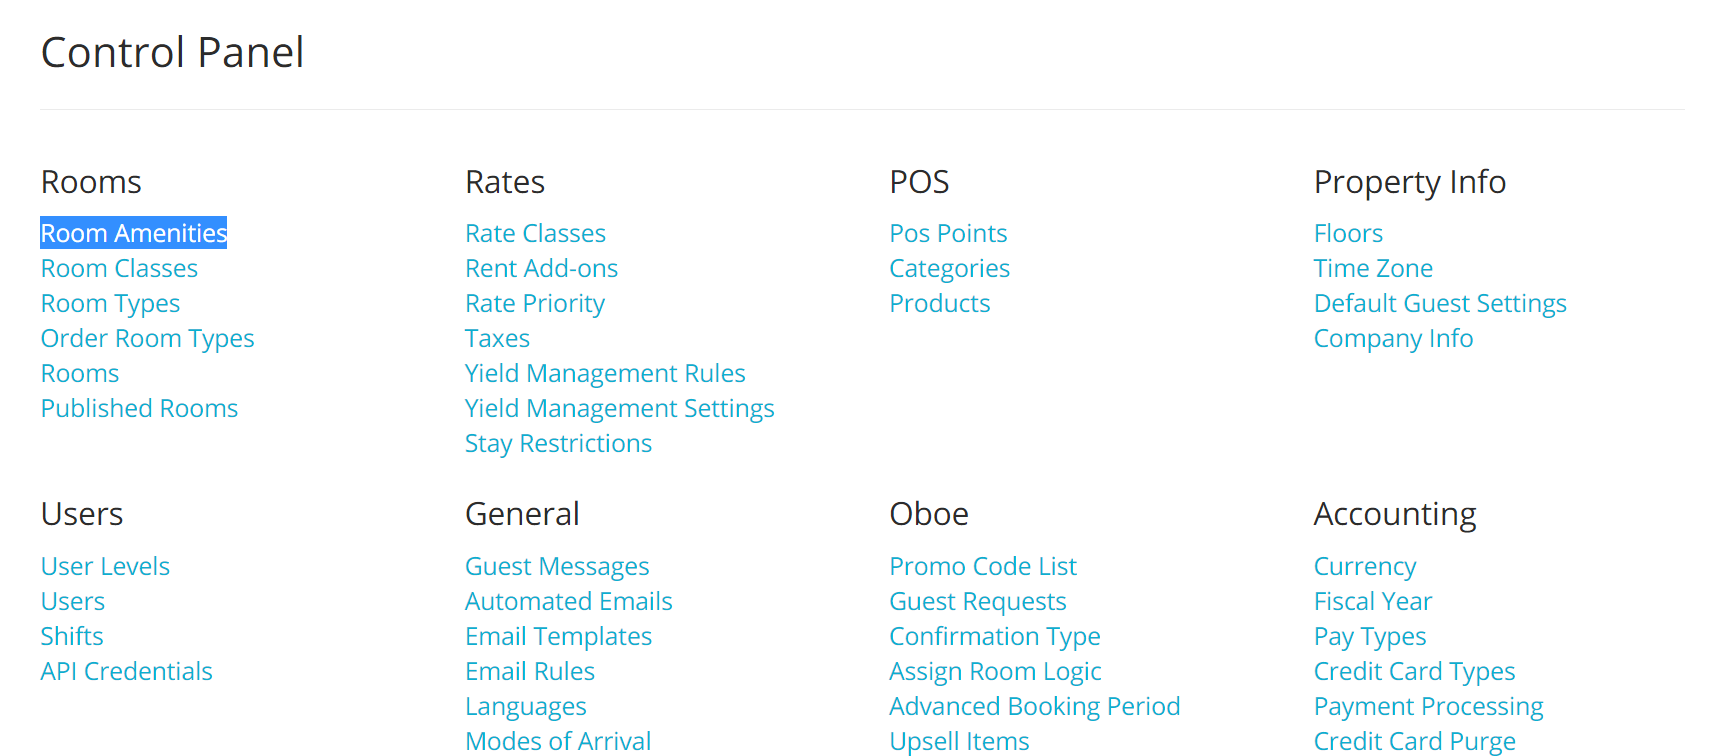 Control Panel
Rooms
Room Amenities
Room Classes
Room Types
Order Room Types
Rooms
Published Rooms
Rates
Rate Classes
Rent Add-ons
Rate Priority
Taxes
Yield Management Rules
Yield Management Settings
Stay Restrictions
POS
Pos Points
Categories
Products
Property Info
Floors
Time Zone
Default Guest Settings
Company Info
Users
User Levels
Users
Shifts
API Credentials
General
Guest Messages
Automated Emails
Email Templates
Email Rules
Languages
Modes of Arrival
Oboe
Promo Code List
Guest Requests
Confirmation Type
Assign Room Logic
Advanced Booking Period
Upsell Items
Accounting
Currency
Fiscal Year
Pay Types
Credit Card Types
Payment Processing
Credit Card Purge